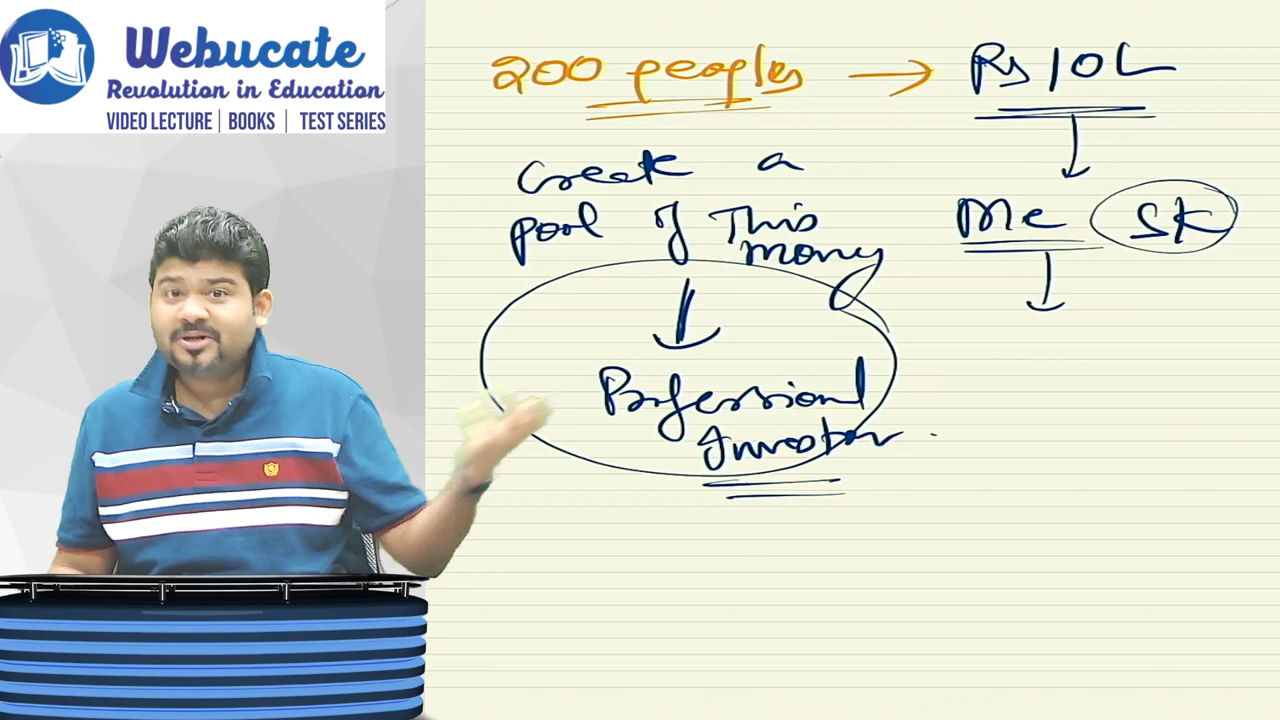 Webucate
Revolution in Education
VIDEO LECTURE | BOOKS | TEST SERIES
200 peoples → Rs 10L
Create a
pool of This
money
Me SK
Professional
Investor